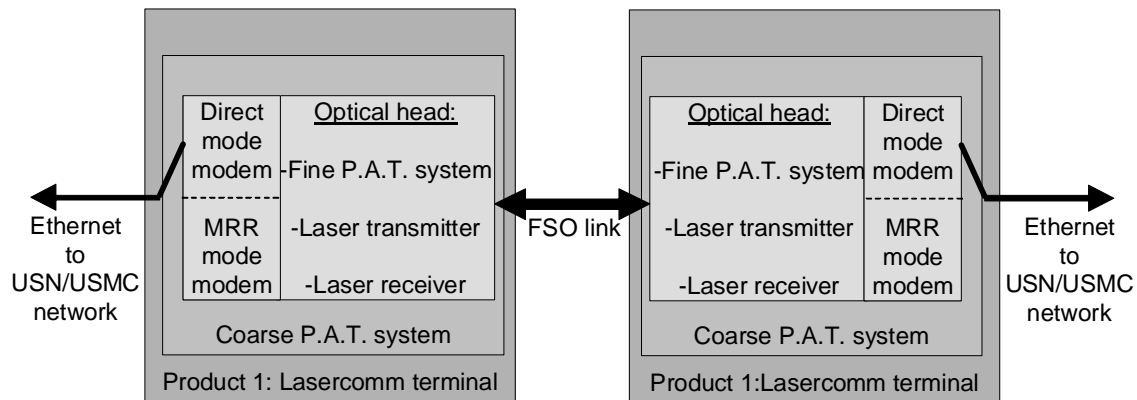 Direct
mode
modem
MRR
mode
modem
Optical head:
-Fine P.A.T. system
-Laser transmitter
-Laser receiver
Coarse P.A.T. system
Product 1: Lasercomm terminal
Ethernet
to
USN/USMC
network
FSO link
Optical head:
-Fine P.A.T. system
-Laser transmitter
-Laser receiver
Direct
mode
modem
MRR
mode
modem
Coarse P.A.T. system
Product 1:Lasercomm terminal
Ethernet
to
USN/USMC
network